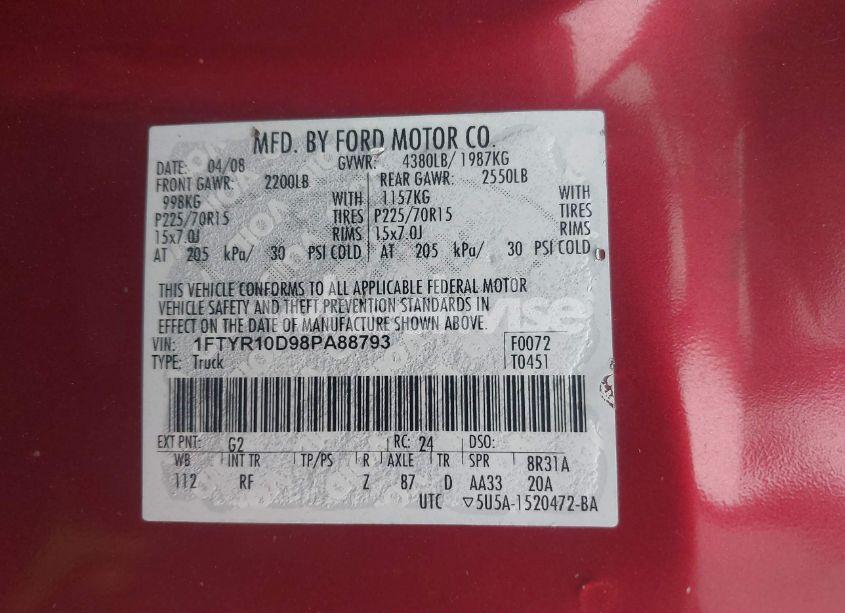 MFD. BY FORD MOTOR CO.
DATE: 04/08 GVWR: 4380LB/ 1987KG
FRONT GAWR: 2200LB REAR GAWR: 2550LB
998KG WITH 1157KG WITH
P225/70R15 TIRES P225/70R15 TIRES
15x7.0J RIMS 15x7.0J RIMS
AT 205 kPa/ 30 PSI COLD AT 205 kPa/ 30 PSI COLD
THIS VEHICLE CONFORMS TO ALL APPLICABLE FEDERAL MOTOR
VEHICLE SAFETY AND THEFT PREVENTION STANDARDS IN
EFFECT ON THE DATE OF MANUFACTURE SHOWN ABOVE.
VIN: 1FTYR10D98PA88793 F0072
TYPE: Truck T0451
EXT PNT: G2 RC: 24 DSO:
WB INT TR TP/PS R AXLE TR SPR 8R31A
112 RF Z 87 D AA33 20A
UTC ▽5U5A-1520472-BA